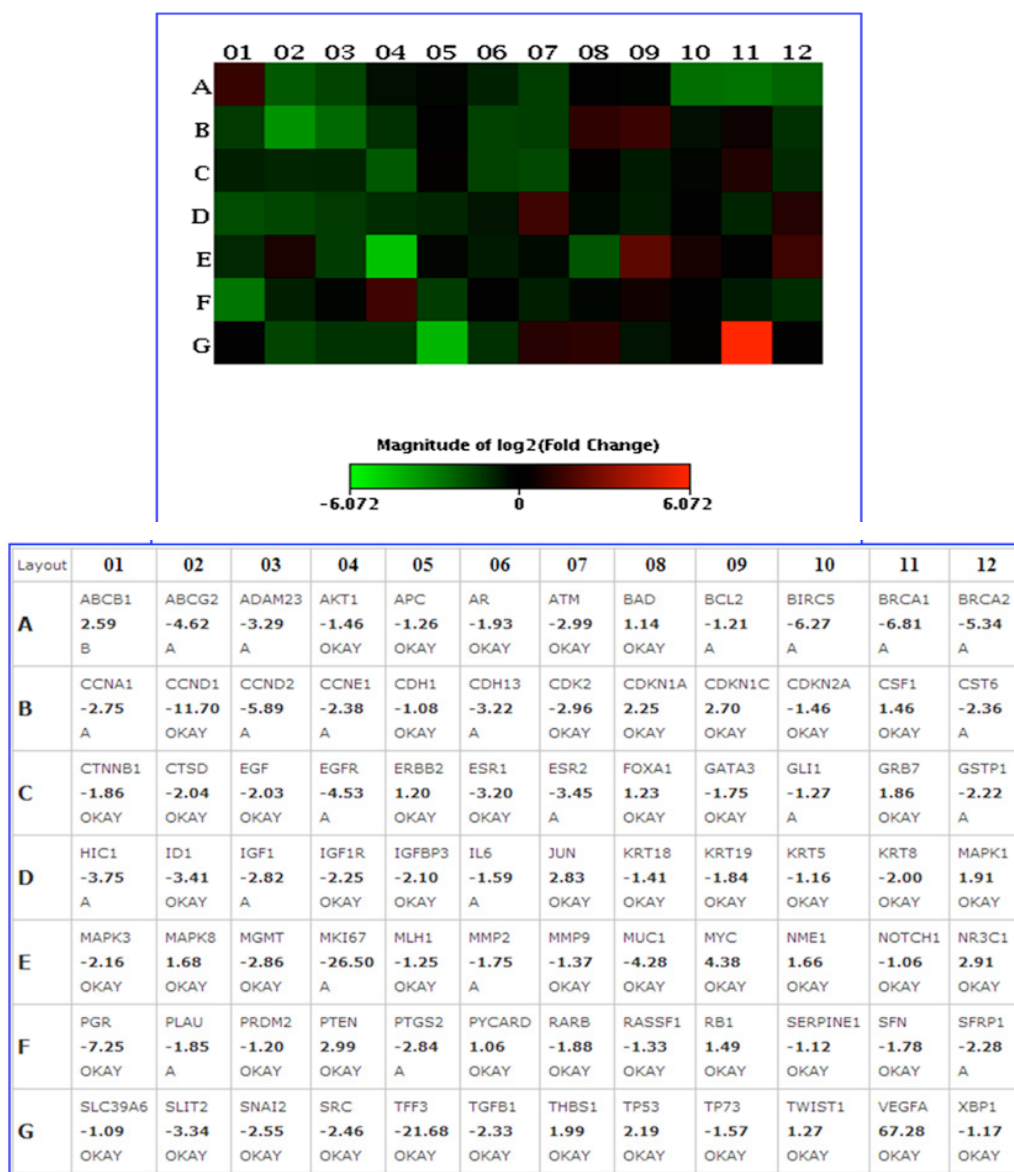 01 02 03 04 05 06 07 08 09 10 11 12
A
B
C
D
E
F
G
Magnitude of log2(Fold Change)
-6.072 0 6.072
Layout 01 02 03 04 05 06 07 08 09 10 11 12
ABCB1 ABCG2 ADAM23 AKT1 APC AR ATM BAD BCL2 BIRC5 BRCA1 BRCA2
A 2.59 -4.62 -3.29 -1.46 -1.26 -1.93 -2.99 1.14 -1.21 -6.27 -6.81 -5.34
B A A OKAY OKAY OKAY OKAY OKAY A A A A
CCNA1 CCND1 CCND2 CCNE1 CDH1 CDH13 CDK2 CDKN1A CDKN1C CDKN2A CSF1 CST6
B -2.75 -11.70 -5.89 -2.38 -1.08 -3.22 -2.96 2.25 2.70 -1.46 1.46 -2.36
A OKAY A A OKAY A OKAY OKAY OKAY OKAY OKAY A
CTNNB1 CTSD EGF EGFR ERBB2 ESR1 ESR2 FOXA1 GATA3 GLI1 GRB7 GSTP1
C -1.86 -2.04 -2.03 -4.53 1.20 -3.20 -3.45 1.23 -1.75 -1.27 1.86 -2.22
OKAY OKAY OKAY A OKAY OKAY A OKAY OKAY A OKAY A
HIC1 ID1 IGF1 IGF1R IGFBP3 IL6 JUN KRT18 KRT19 KRT5 KRT8 MAPK1
D -3.75 -3.41 -2.82 -2.25 -2.10 -1.59 2.83 -1.41 -1.84 -1.16 -2.00 1.91
A OKAY A OKAY OKAY A OKAY OKAY OKAY OKAY OKAY OKAY
MAPK3 MAPK8 MGMT MKI67 MLH1 MMP2 MMP9 MUC1 MYC NME1 NOTCH1 NR3C1
E -2.16 1.68 -2.86 -26.50 -1.25 -1.75 -1.37 -4.28 4.38 1.66 -1.06 2.91
OKAY OKAY OKAY A OKAY A OKAY OKAY OKAY OKAY OKAY OKAY
PGR PLAU PRDM2 PTEN PTGS2 PYCARD RARB RASSF1 RB1 SERPINE1 SFN SFRP1
F -7.25 -1.85 -1.20 2.99 -2.84 1.06 -1.88 -1.33 1.49 -1.12 -1.78 -2.28
OKAY A OKAY OKAY A OKAY OKAY OKAY OKAY OKAY OKAY A
SLC39A6 SLIT2 SNAI2 SRC TFF3 TGFB1 THBS1 TP53 TP73 TWIST1 VEGFA XBP1
G -1.09 -3.34 -2.55 -2.46 -21.68 -2.33 1.99 2.19 -1.57 1.27 67.28 -1.17
OKAY OKAY OKAY OKAY OKAY OKAY OKAY OKAY OKAY OKAY OKAY OKAY